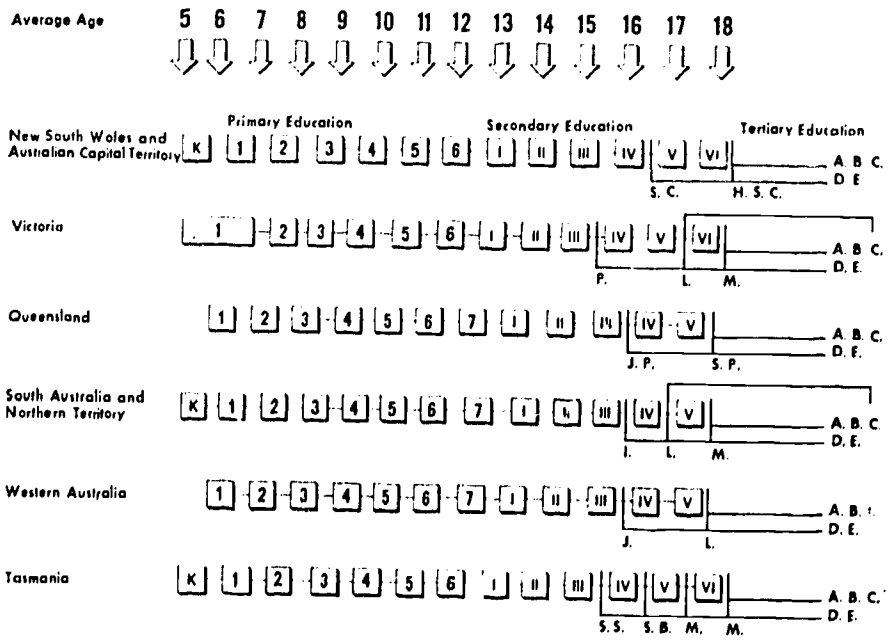 Average Age 5 6 7 8 9 10 11 12 13 14 15 16 17 18
Primary Education Secondary Education Tertiary Education
New South Woles and
Australian Capital Territory K 1 2 3 4 5 6 I II III IV V VI A. B C.
D E
S. C. H. S. C.
Victoria 1 2 3 4 5 6 I II III IV V VI A. B C.
D. E.
P. L. M.
Queensland 1 2 3 4 5 6 7 I II III IV V A. B. C.
D. E.
J. P. S. P.
South Australia and
Northern Territory K 1 2 3 4 5 6 7 I II III IV V A. B. C.
D. E.
I. L. M.
Western Australia 1 2 3 4 5 6 7 I II III IV V A. B.
D. E.
J. L.
Tasmania K 1 2 3 4 5 6 I II III IV V VI A. B. C.
D. E.
S. S. S. B. M. M.